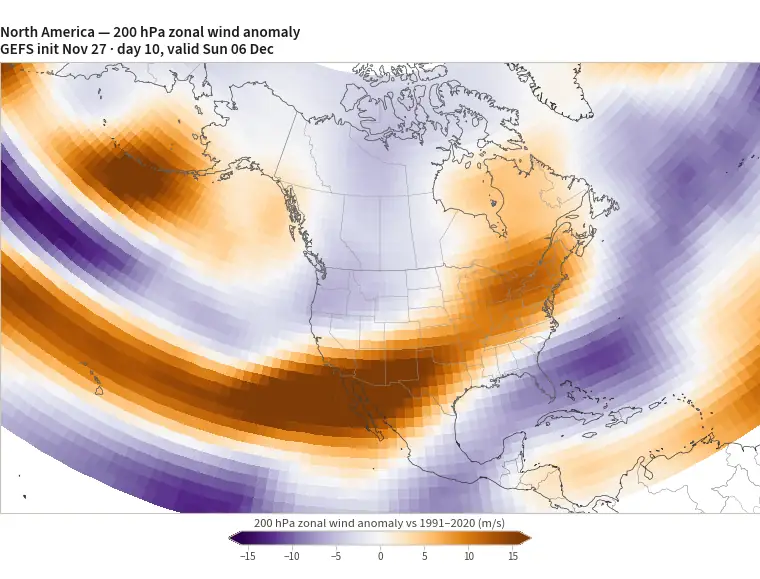 North America — 200 hPa zonal wind anomaly
GEFS init Nov 27 · day 10, valid Sun 06 Dec
200 hPa zonal wind anomaly vs 1991–2020 (m/s)
−15 −10 −5 0 5 10 15